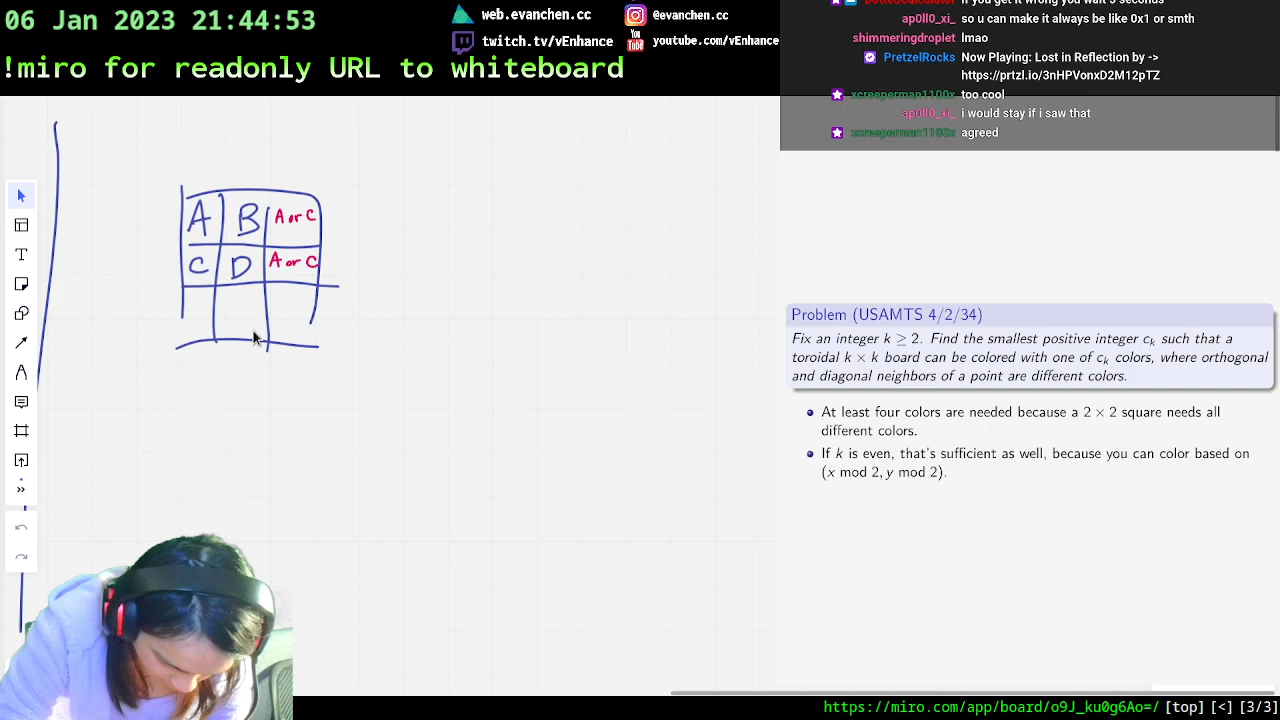 06 Jan 2023 21:44:53
web.evanchen.cc
@evanchen.cc
twitch.tv/vEnhance
youtube.com/vEnhance
!miro for readonly URL to whiteboard
ap0ll0_xi_ so u can make it always be like 0x1 or smth
shimmeringdroplet lmao
PretzelRocks Now Playing: Lost in Reflection by ->
https://prtzl.io/3nHPVonxD2M12pTZ
xcreeperman1100x too cool
ap0ll0_xi_ i would stay if i saw that
xcreeperman1100x agreed
A B A or C
C D A or C
Problem (USAMTS 4/2/34)
Fix an integer k ≥ 2. Find the smallest positive integer cₖ such that a
toroidal k × k board can be colored with one of cₖ colors, where orthogonal
and diagonal neighbors of a point are different colors.
At least four colors are needed because a 2 × 2 square needs all
different colors.
If k is even, that's sufficient as well, because you can color based on
(x mod 2, y mod 2).
https://miro.com/app/board/o9J_ku0g6Ao=/ [top] [<] [3/3]